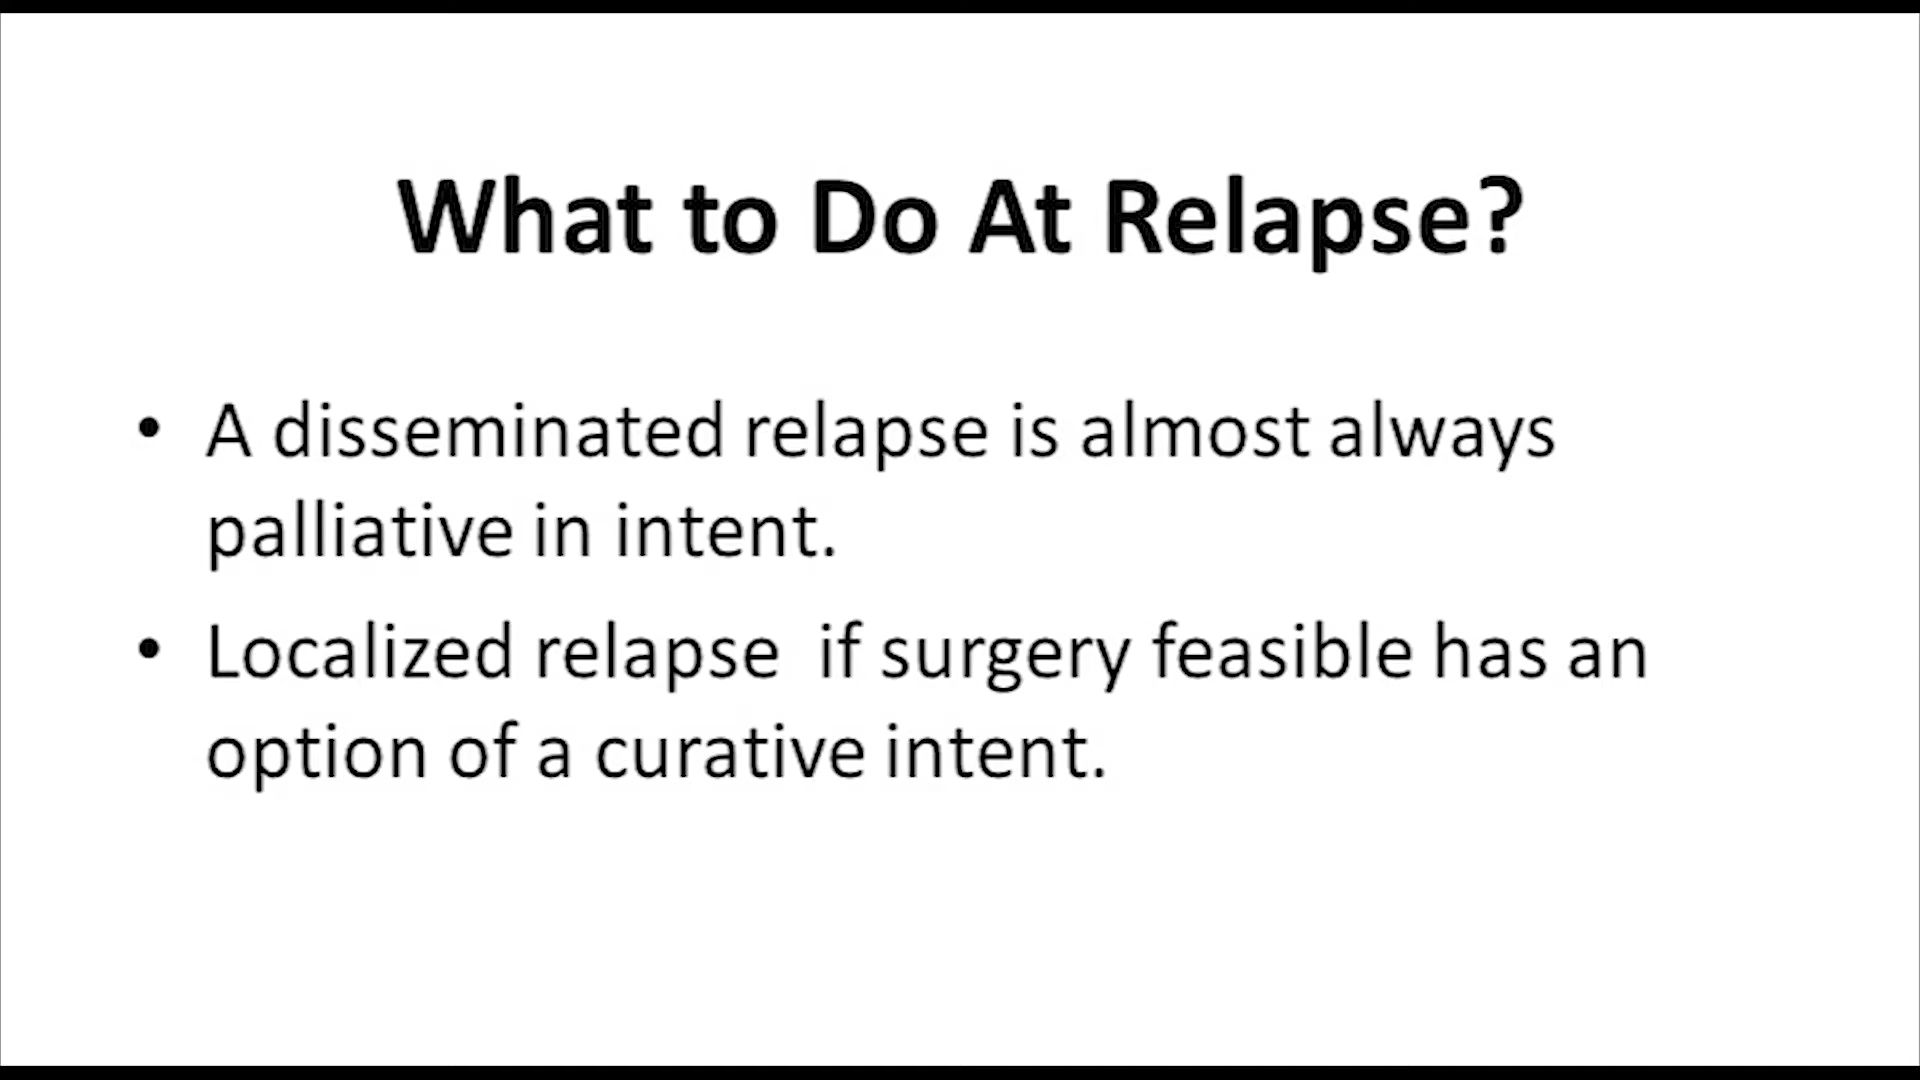 What to Do At Relapse?
• A disseminated relapse is almost always
palliative in intent.
• Localized relapse  if surgery feasible has an
option of a curative intent.